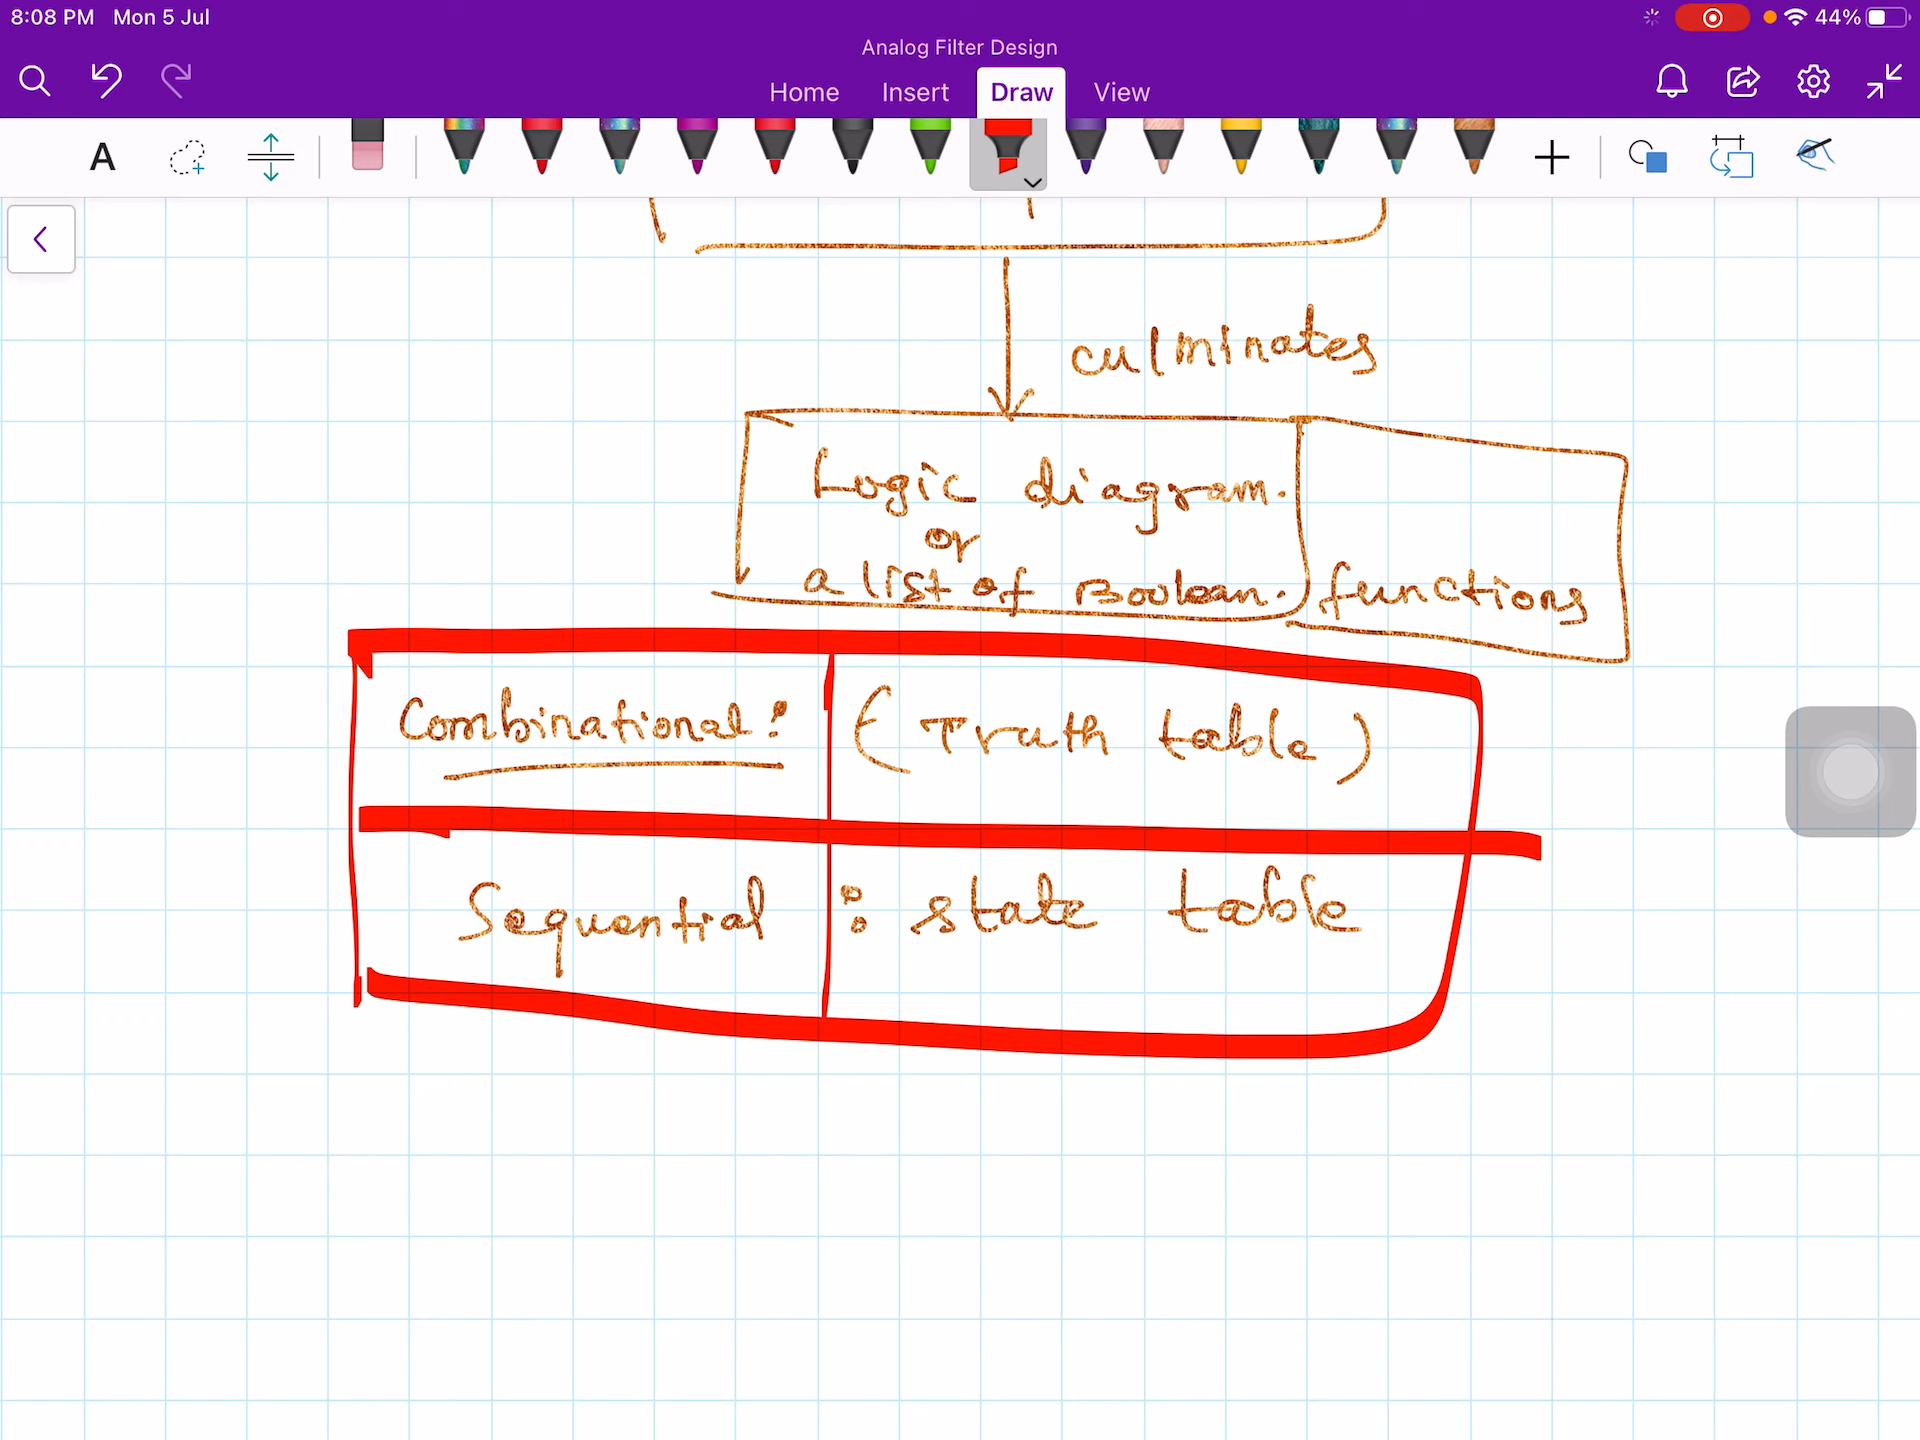 8:08 PM Mon 5 Jul
44%
Analog Filter Design
Home Insert Draw View
A
culminates
Logic diagram.
or
a list of Boolean. functions
Combinational: (Truth table)
Sequential : state table